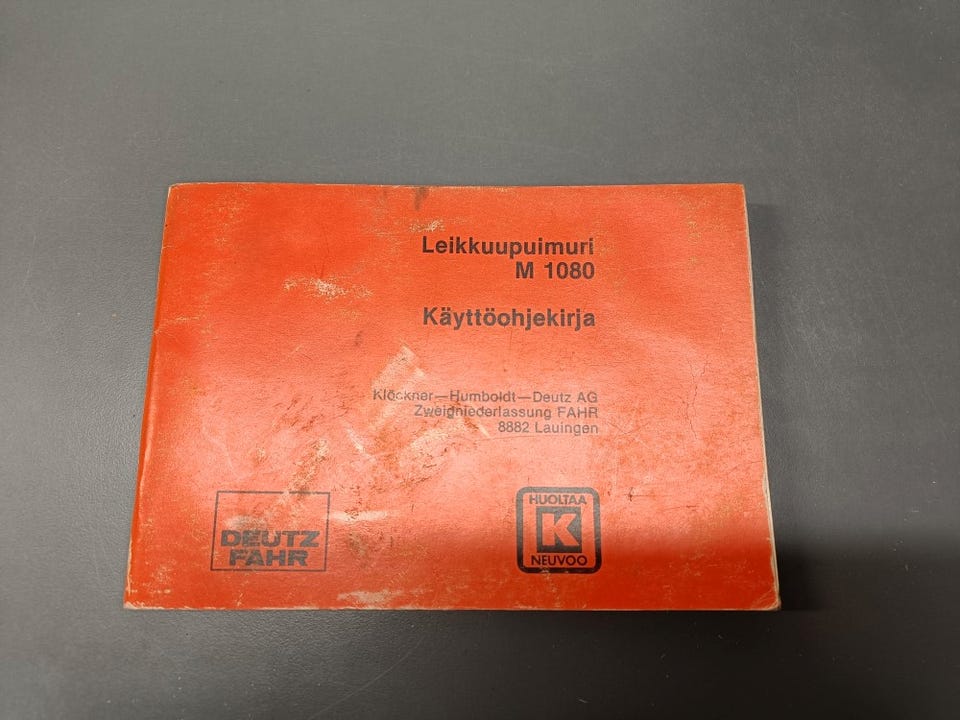 Leikkuupuimuri
M 1080
Käyttöohjekirja
Klöckner—Humboldt—Deutz AG
Zweigniederlassung FAHR
8882 Lauingen
DEUTZ
FAHR
HUOLTAA
K
NEUVOO